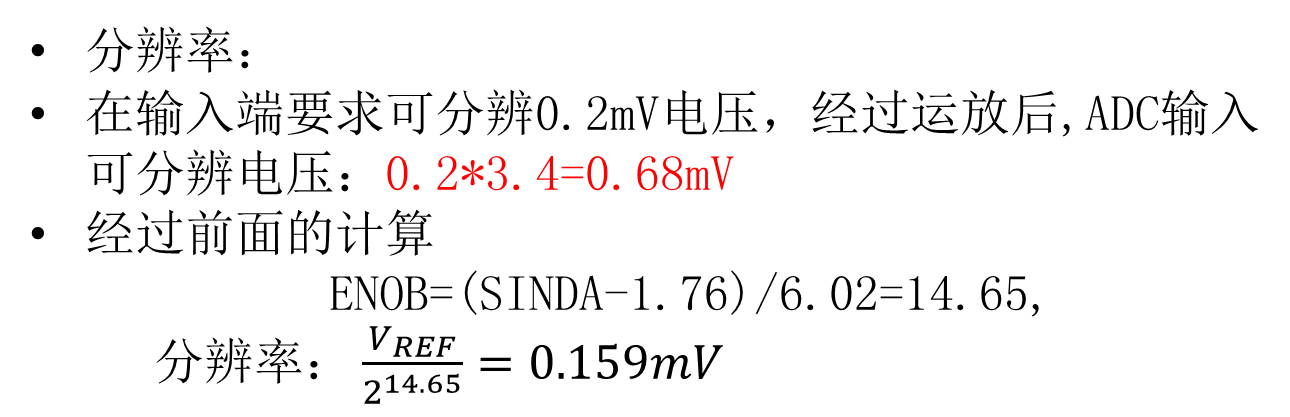 • 分辨率：
• 在输入端要求可分辨0.2mV电压，经过运放后,ADC输入
可分辨电压：0.2*3.4=0.68mV
• 经过前面的计算
ENOB=(SINDA-1.76)/6.02=14.65,
分辨率：$\frac{V_{REF}}{2^{14.65}} = 0.159mV$